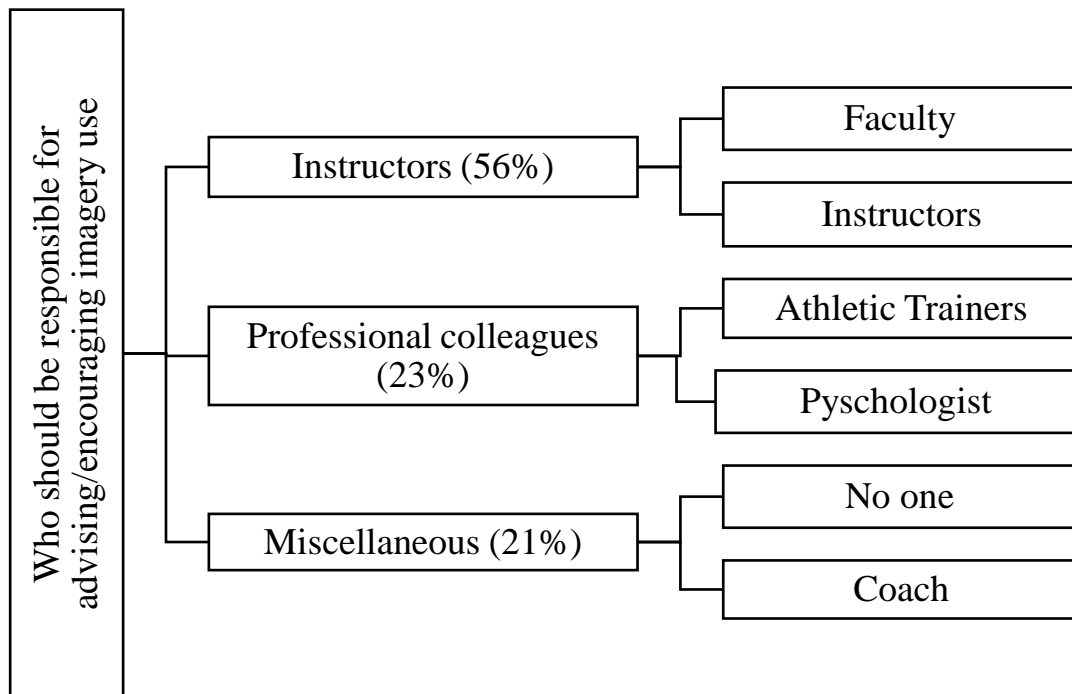 Who should be responsible for
advising/encouraging imagery use
Instructors (56%)
Faculty
Instructors
Professional colleagues
(23%)
Athletic Trainers
Pyschologist
Miscellaneous (21%)
No one
Coach